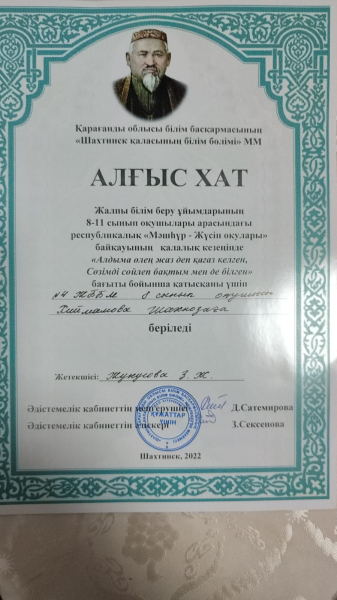 Қарағанды облысы білім басқармасының
«Шахтинск қаласының білім бөлімі» ММ
АЛҒЫС ХАТ
Жалпы білім беру ұйымдарының
8-11 сынып оқушылары арасындағы
республикалық «Мәшһүр - Жүсіп оқулары»
байқауының қалалық кезеңінде
«Алдыма өлең жаз деп қағаз келген,
Сөзімді сөйлеп бақтым мен де білген»
бағыты бойынша қатысқаны үшін
№4 ЖББМ 8 сынып оқушысы
беріледі
Жетекшісі: Жунусова З.Ж.
Әдістемелік кабинеттің меңгерушісі Д.Сатемирова
Әдістемелік кабинеттің әдіскері З.Сексенова
ҚҰЖАТТАР
ҮШІН
Шахтинск, 2022